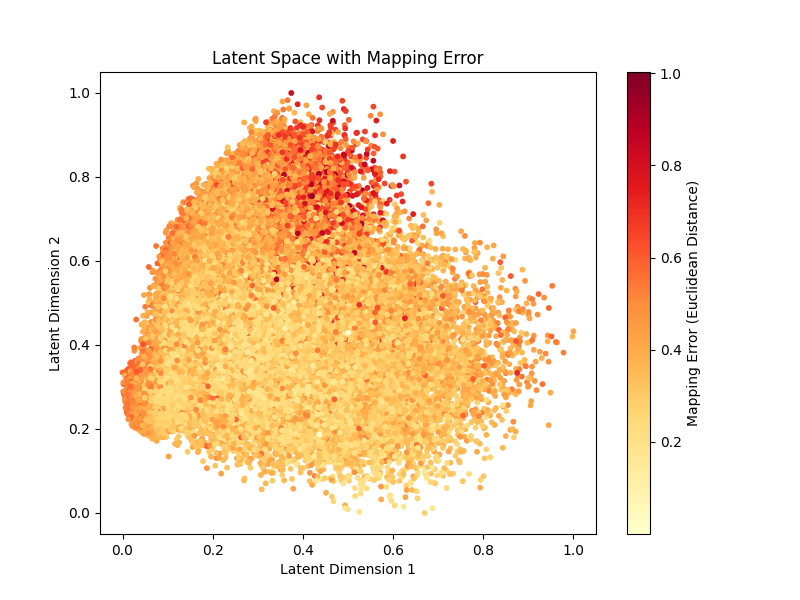 Latent Space with Mapping Error
1.0
0.8
0.6
0.4
0.2
0.0
Latent Dimension 2
0.0 0.2 0.4 0.6 0.8 1.0
Latent Dimension 1
1.0
0.8
0.6
0.4
0.2
Mapping Error (Euclidean Distance)